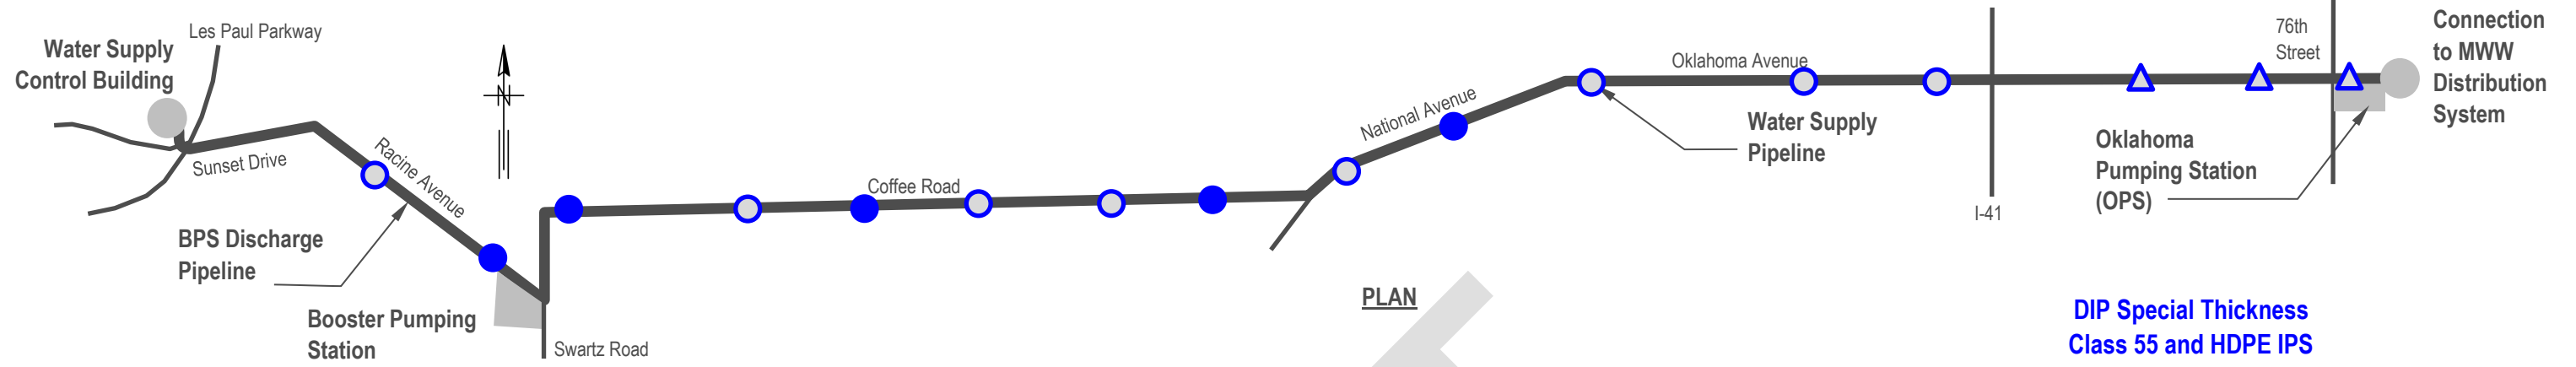 Les Paul Parkway
Water Supply
Control Building
Sunset Drive
Racine Avenue
N
BPS Discharge
Pipeline
Booster Pumping
Station
Swartz Road
Coffee Road
National Avenue
PLAN
Oklahoma Avenue
Water Supply
Pipeline
I-41
76th
Street
Oklahoma
Pumping Station
(OPS)
Connection
to MWW
Distribution
System
DIP Special Thickness
Class 55 and HDPE IPS